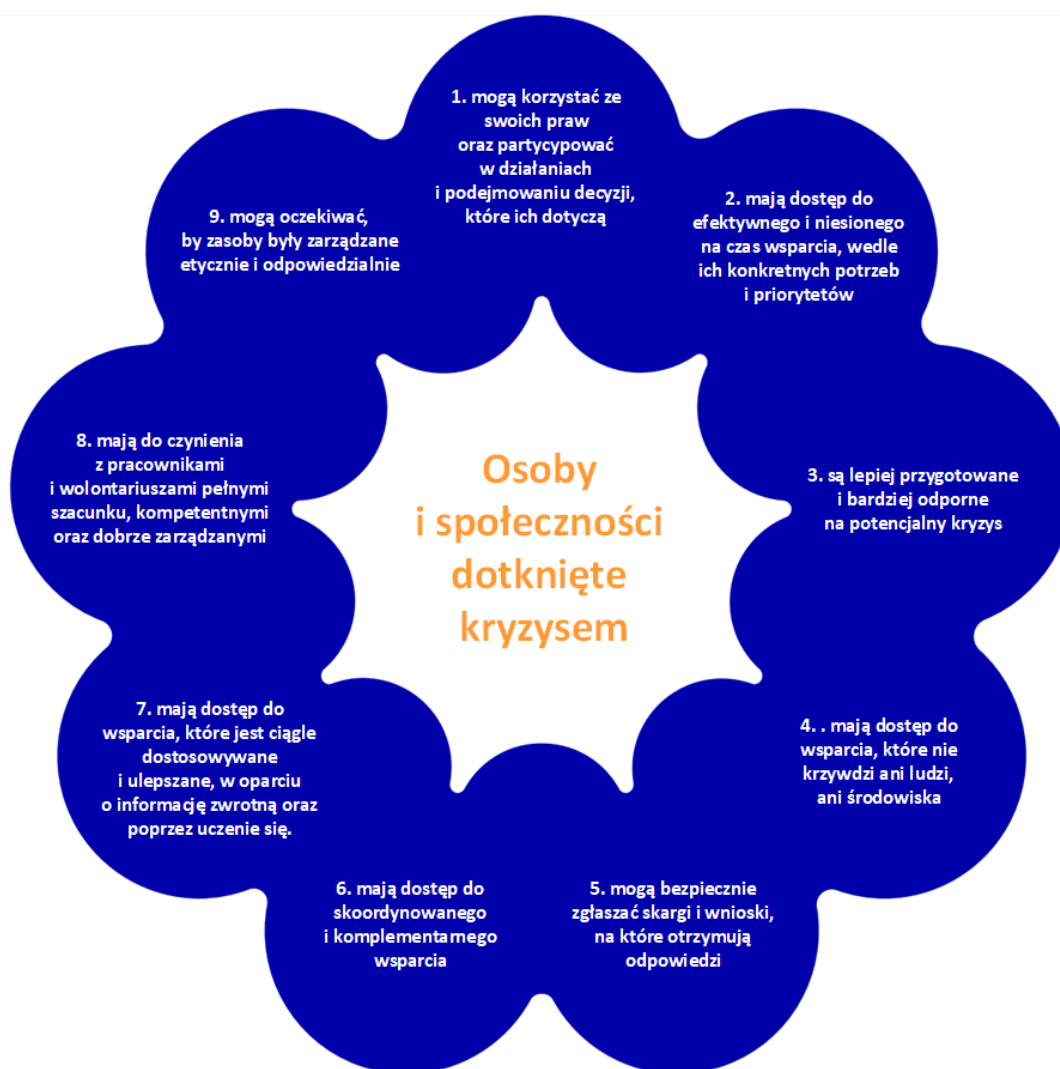 1. mogą korzystać ze
swoich praw
oraz partycypować
w działaniach
i podejmowaniu decyzji,
które ich dotyczą
2. mają dostęp do
efektywnego i niesionego
na czas wsparcia, wedle
ich konkretnych potrzeb
i priorytetów
3. są lepiej przygotowane
i bardziej odporne
na potencjalny kryzys
4. . mają dostęp do
wsparcia, które nie
krzywdzi ani ludzi,
ani środowiska
5. mogą bezpiecznie
zgłaszać skargi i wnioski,
na które otrzymują
odpowiedzi
6. mają dostęp do
skoordynowanego
i komplementarnego
wsparcia
7. mają dostęp do
wsparcia, które jest ciągle
dostosowywane
i ulepszane, w oparciu
o informację zwrotną oraz
poprzez uczenie się.
8. mają do czynienia
z pracownikami
i wolontariuszami pełnymi
szacunku, kompetentnymi
oraz dobrze zarządzanymi
9. mogą oczekiwać,
by zasoby były zarządzane
etycznie i odpowiedzialnie
Osoby
i społeczności
dotknięte
kryzysem